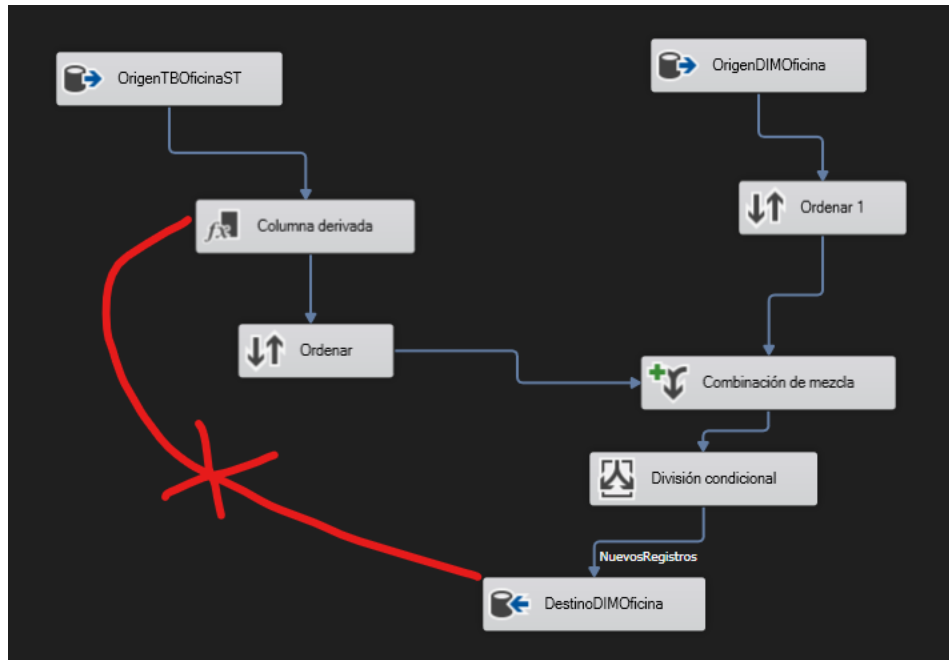 OrigenTBOficinaST
OrigenDIMOficina
Columna derivada
Ordenar 1
Ordenar
Combinación de mezcla
División condicional
NuevosRegistros
DestinoDIMOficina